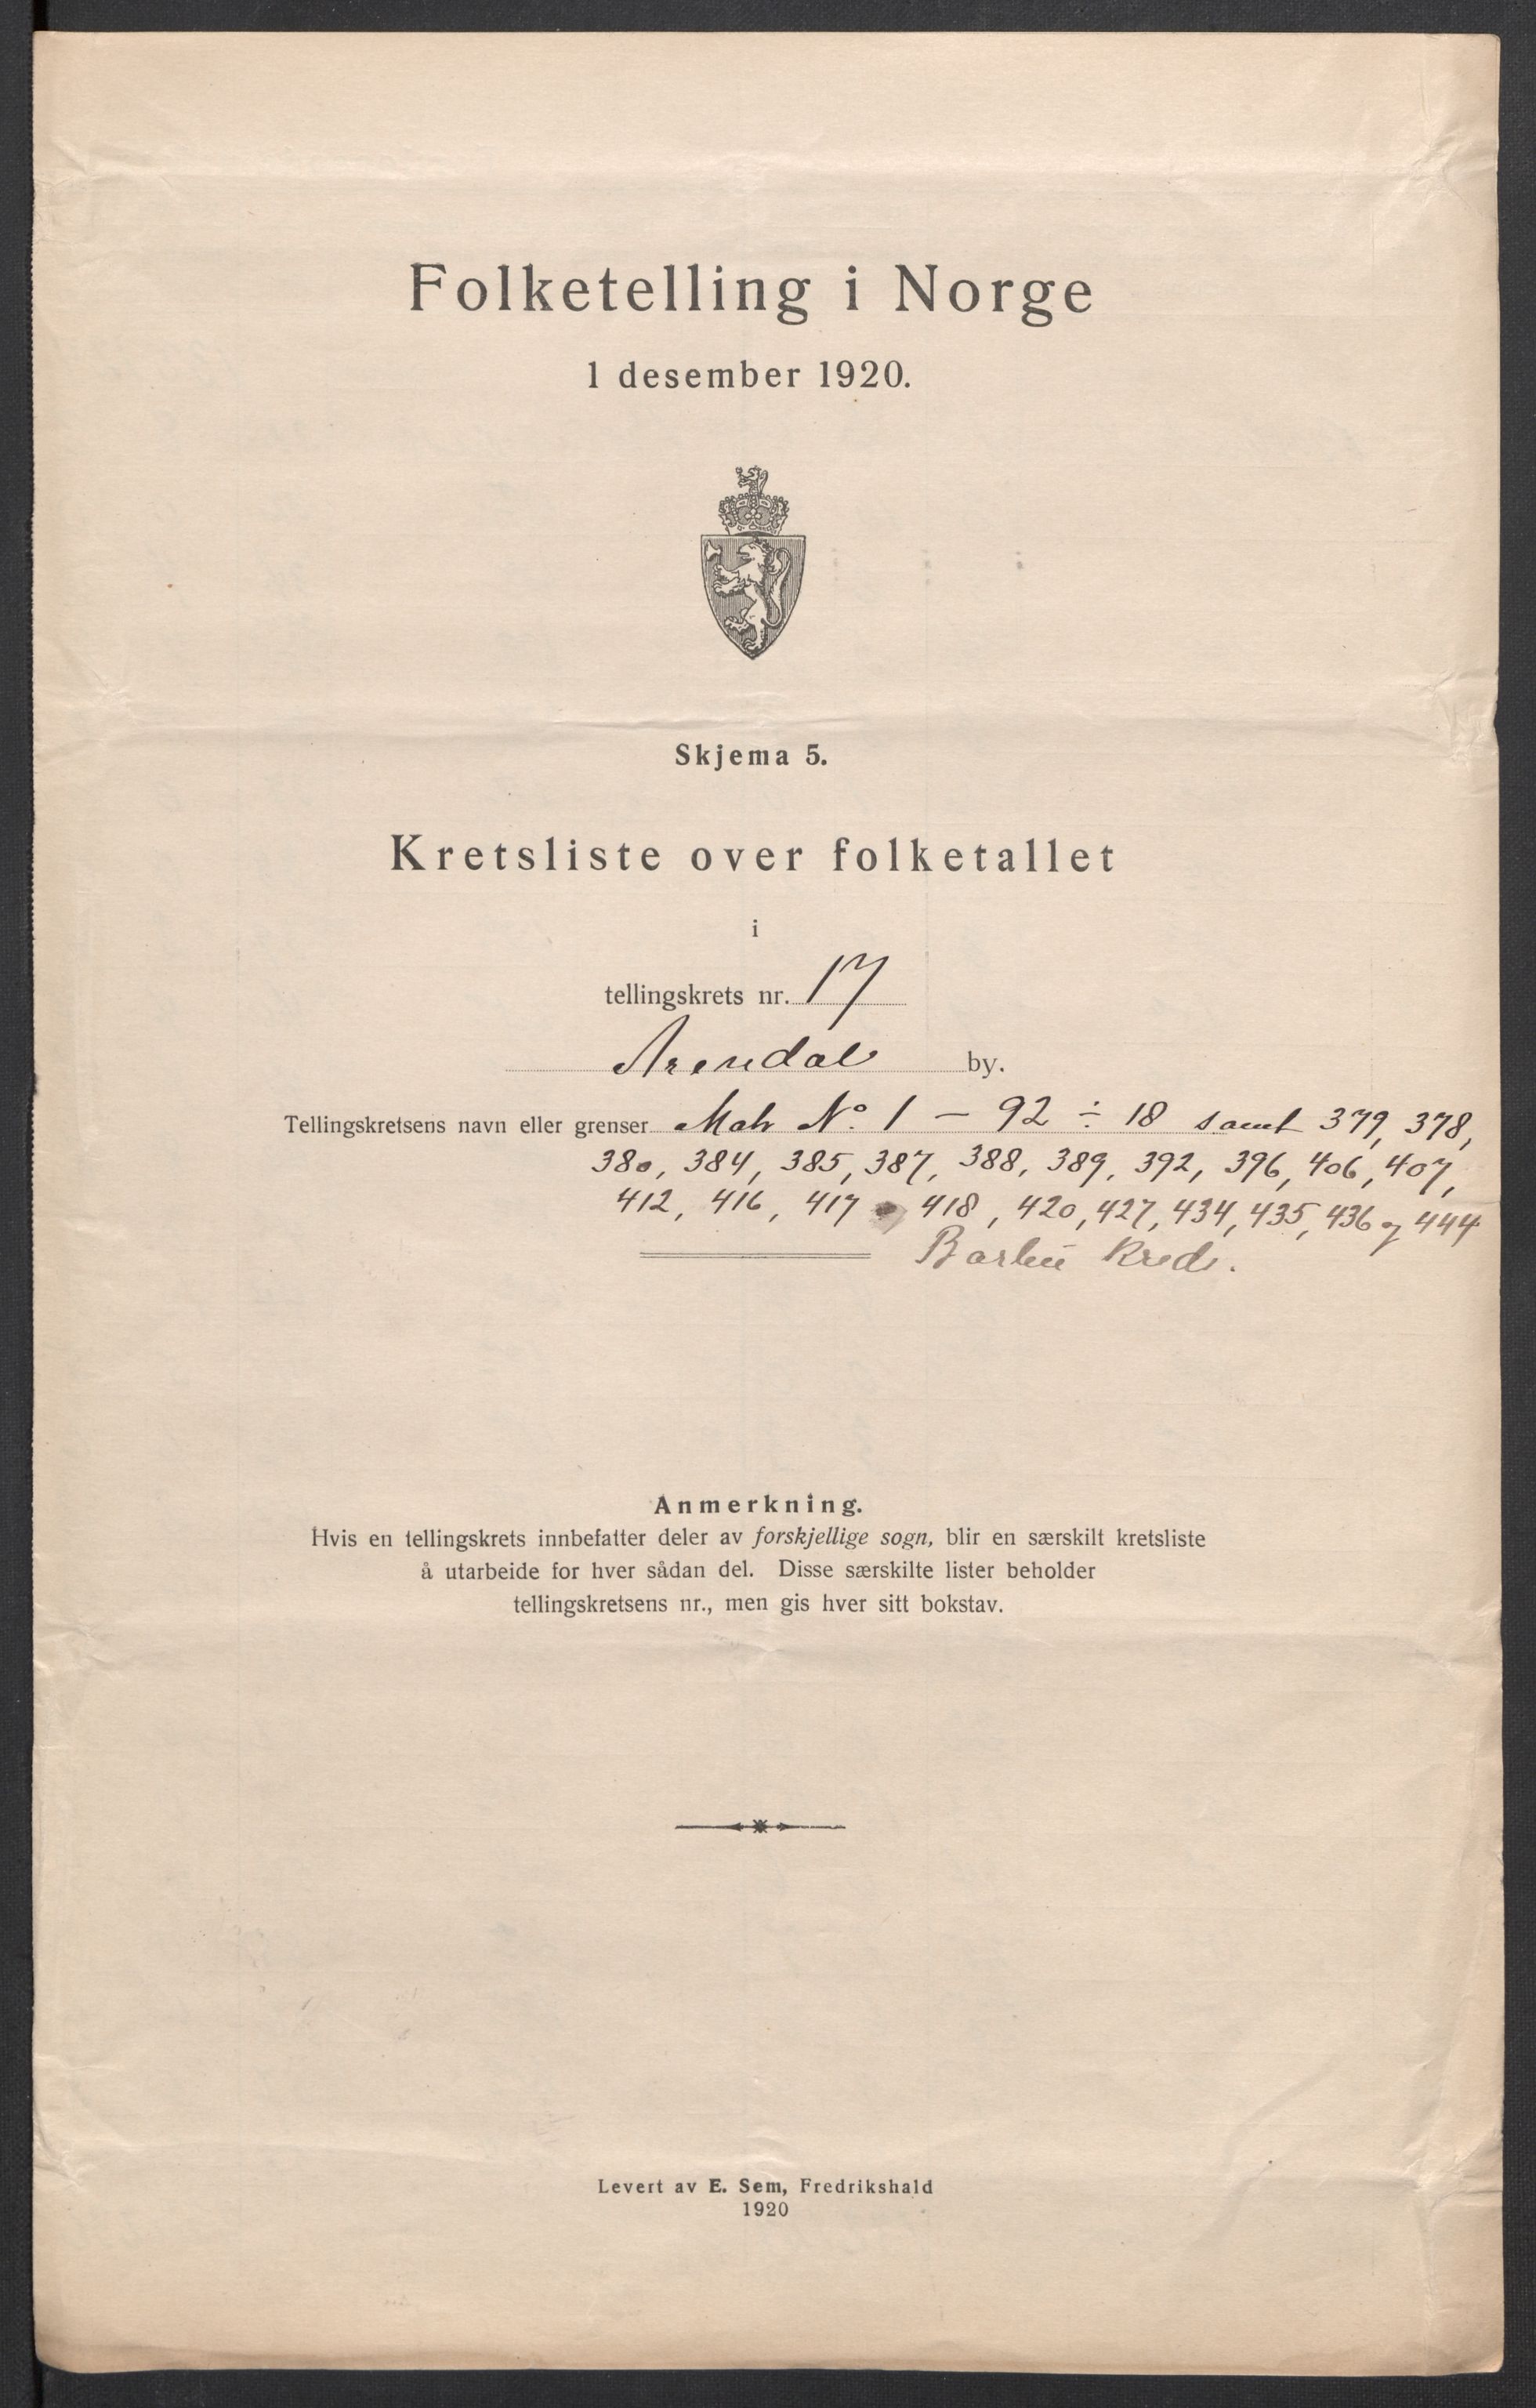 Folketelling i Norge
1 desember 1920.
Skjema 5.
Kretsliste over folketallet
i
tellingskrets nr. 17
Arendal by.
Tellingskretsens navn eller grenser Matr No. 1 — 92 ÷ 18 samt 379, 378,
380, 384, 385, 387, 388, 389, 392, 396, 406, 407,
412, 416, 417, 418, 420, 427, 434, 435, 436 og 444
Barbu Kreds.
Anmerkning.
Hvis en tellingskrets innbefatter deler av forskjellige sogn, blir en særskilt kretsliste
å utarbeide for hver sådan del. Disse særskilte lister beholder
tellingskretsens nr., men gis hver sitt bokstav.
Levert av E. Sem, Fredrikshald
1920